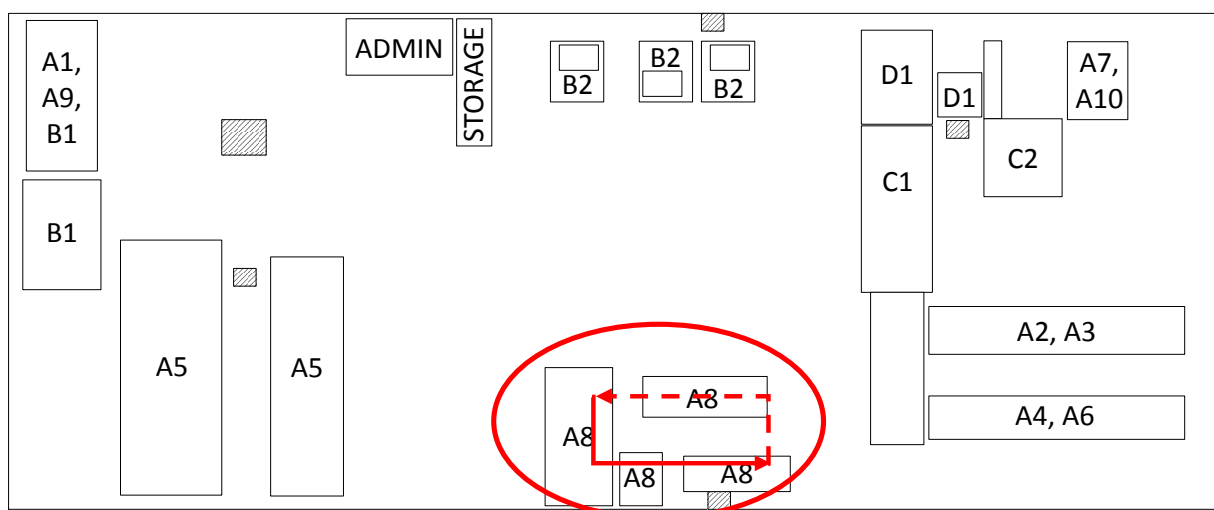 A1,
A9,
B1
B1
A5
A5
ADMIN
STORAGE
B2
B2
B2
D1
D1
A7,
A10
C1
C2
A2, A3
A4, A6
A8
A8
A8
A8